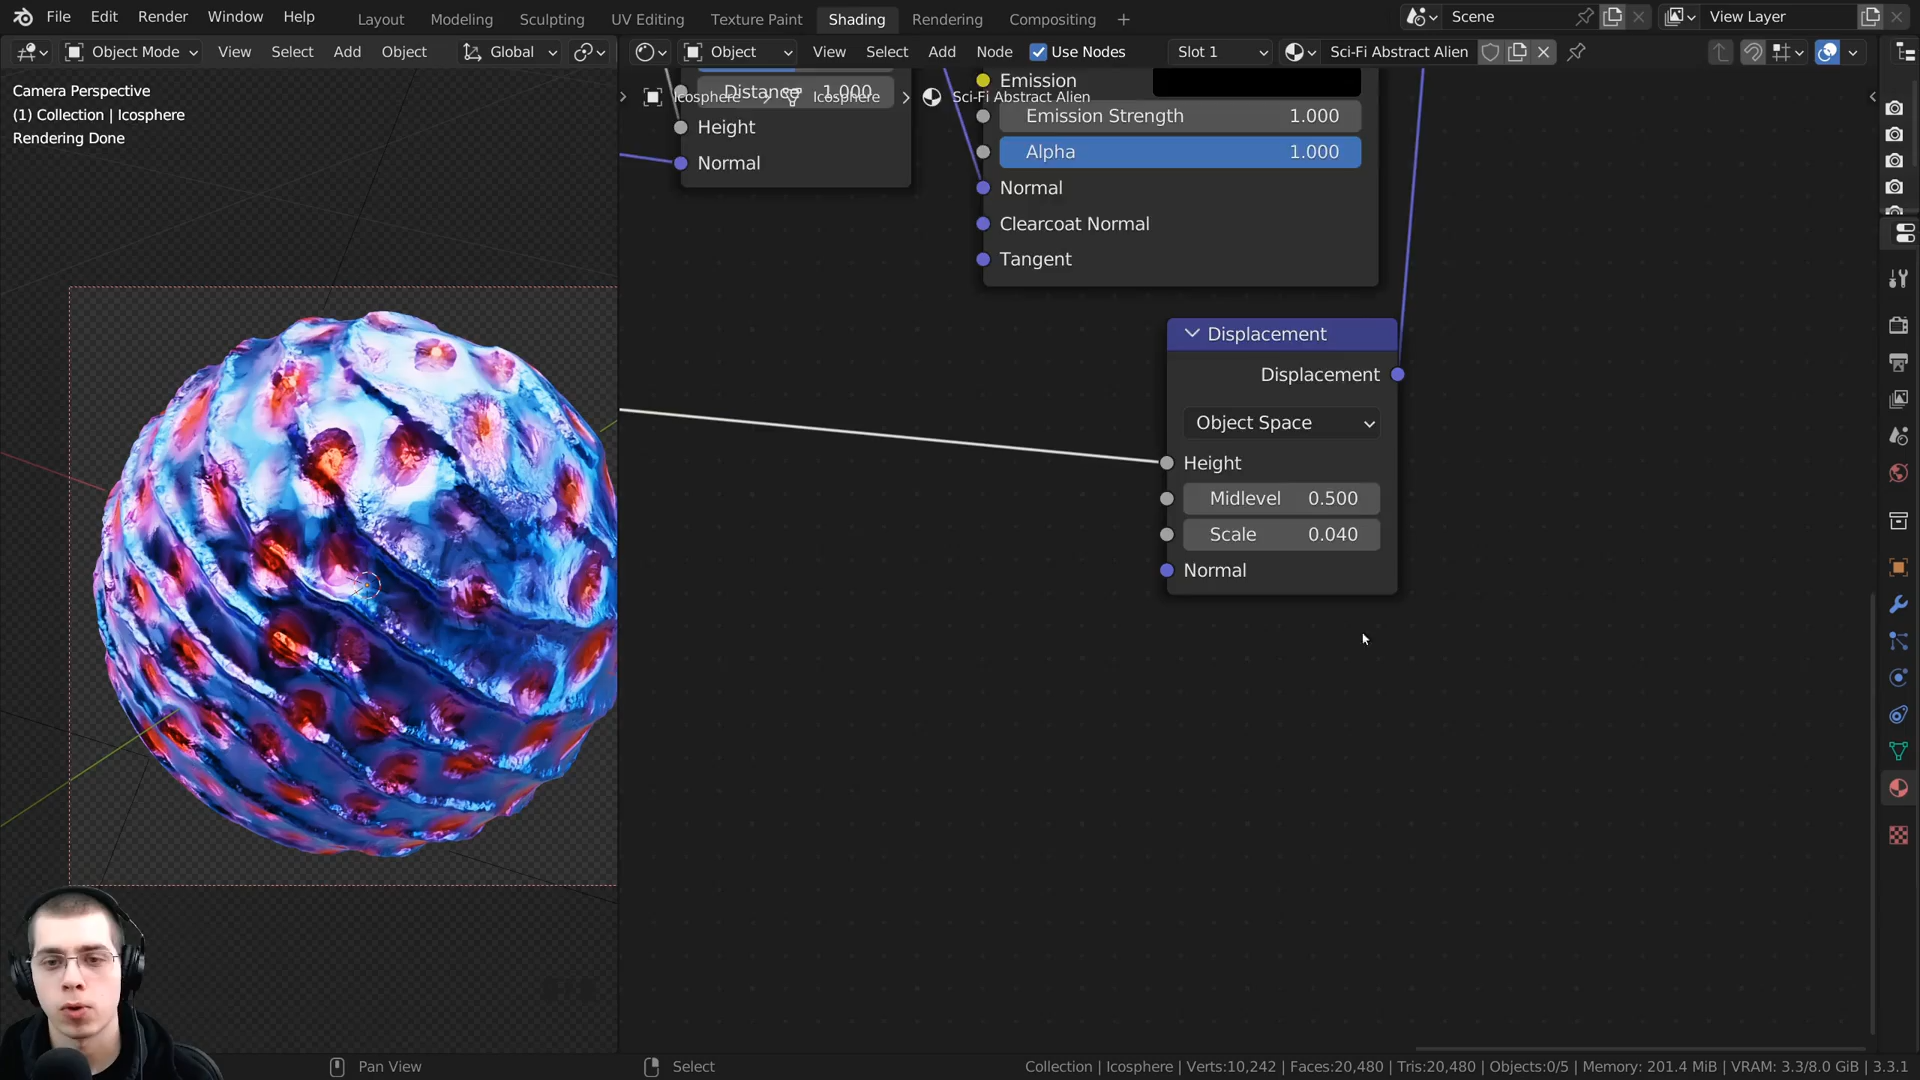 File Edit Render Window Help
Layout Modeling Sculpting UV Editing Texture Paint Shading Rendering Compositing +
Scene
View Layer
Object Mode View Select Add Object Global
Object View Select Add Node Use Nodes Slot 1 Sci-Fi Abstract Alien
Camera Perspective
(1) Collection | Icosphere
Rendering Done
Distance 1.000
Icosphere > Icosphere > Sci-Fi Abstract Alien
Height
Normal
Emission
Emission Strength 1.000
Alpha 1.000
Normal
Clearcoat Normal
Tangent
Displacement
Displacement
Object Space
Height
Midlevel 0.500
Scale 0.040
Normal
Pan View
Select
Collection | Icosphere | Verts:10,242 | Faces:20,480 | Tris:20,480 | Objects:0/5 | Memory: 201.4 MiB | VRAM: 3.3/8.0 GiB | 3.3.1